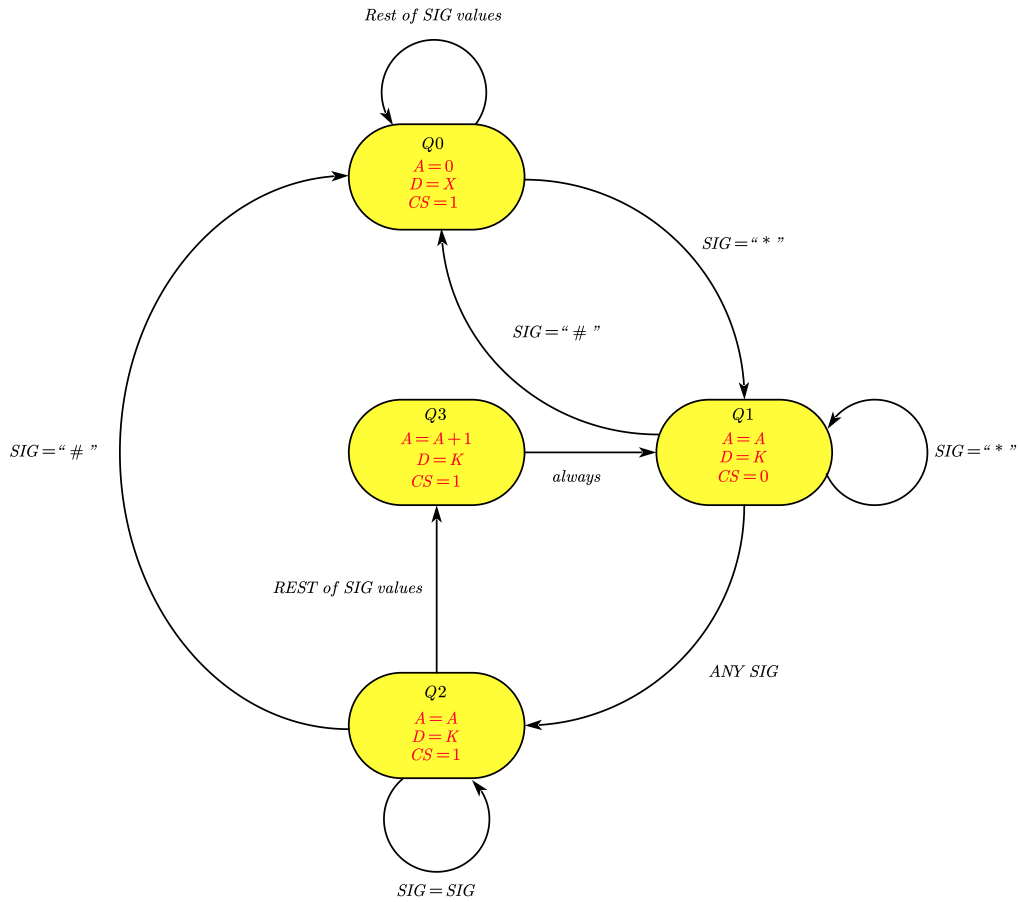 Rest of SIG values
Q0
A = 0
D = X
CS = 1
SIG = “ * ”
SIG = “ # ”
Q3
A = A + 1
D = K
CS = 1
always
Q1
A = A
D = K
CS = 0
SIG = “ * ”
SIG = “ # ”
REST of SIG values
ANY SIG
Q2
A = A
D = K
CS = 1
SIG = SIG